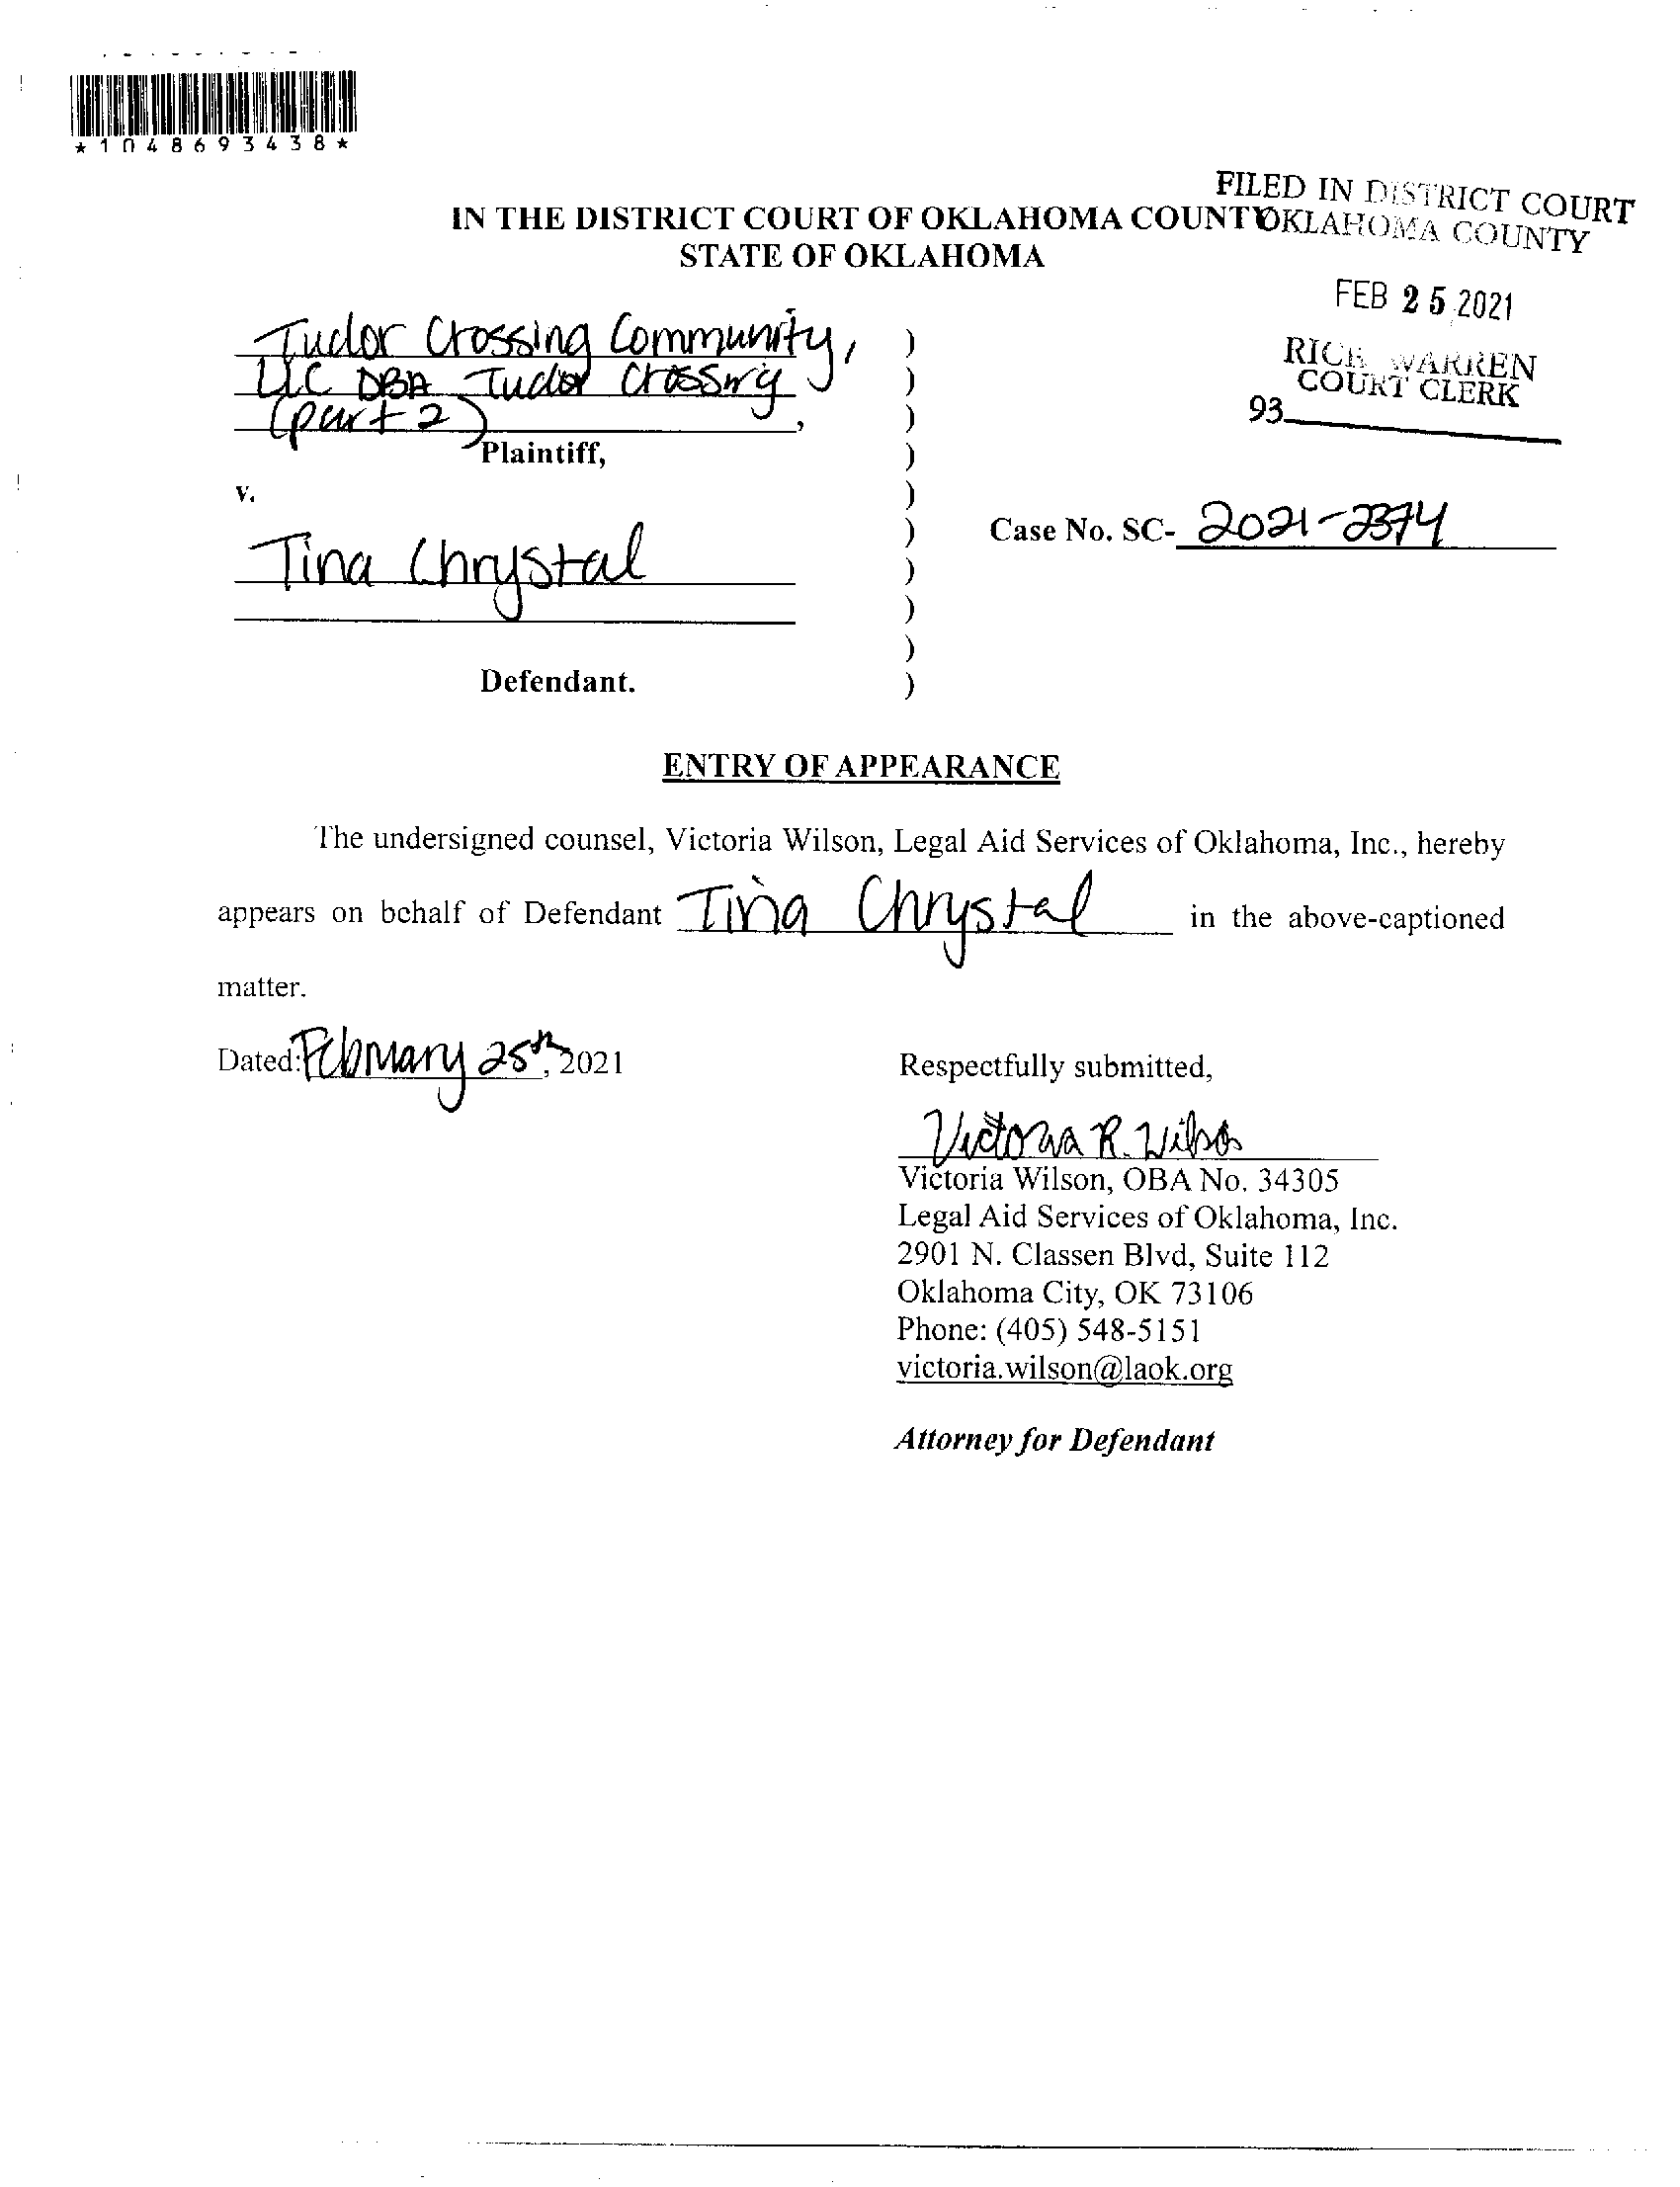 *1048693438*
FILED IN DISTRICT COURT
OKLAHOMA COUNTY
IN THE DISTRICT COURT OF OKLAHOMA COUNTY
STATE OF OKLAHOMA
FEB 25 2021
RICK WARREN
COURT CLERK
93
Tudor Crossing Community, )
LLC DBA Tudor Crossing )
(part 2) , )
Plaintiff, )
v. )
Case No. SC- 2021-2374 )
Tina Chrystal )
)
)
Defendant. )
ENTRY OF APPEARANCE
The undersigned counsel, Victoria Wilson, Legal Aid Services of Oklahoma, Inc., hereby
appears on behalf of Defendant Tina Chrystal in the above-captioned
matter.
Dated: February 25th, 2021
Respectfully submitted,
Victoria R. Wilson
Victoria Wilson, OBA No. 34305
Legal Aid Services of Oklahoma, Inc.
2901 N. Classen Blvd, Suite 112
Oklahoma City, OK 73106
Phone: (405) 548-5151
victoria.wilson@laok.org
Attorney for Defendant